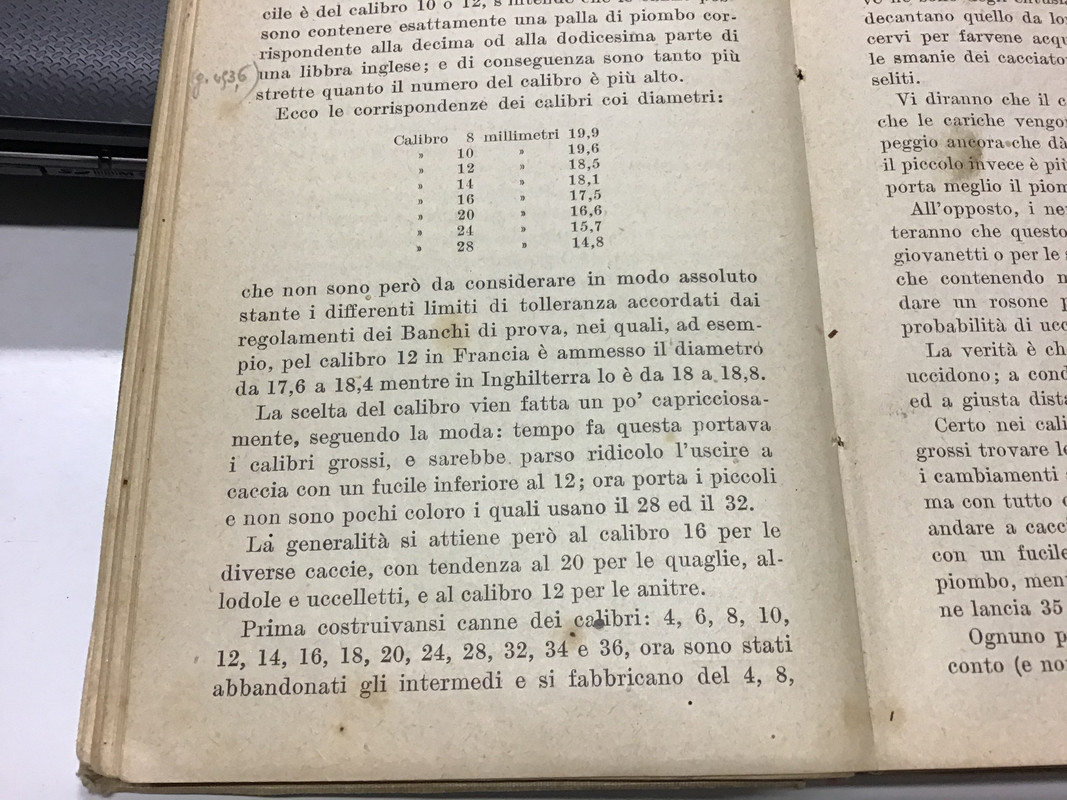 cile è del calibro 10 o 12, s'intende che le canne pos-
sono contenere esattamente una palla di piombo cor-
rispondente alla decima od alla dodicesima parte di
una libbra inglese; e di conseguenza sono tanto più
strette quanto il numero del calibro è più alto.
Ecco le corrispondenze dei calibri coi diametri:
Calibro 8 millimetri 19,9
» 10 » 19,6
» 12 » 18,5
» 14 » 18,1
» 16 » 17,5
» 20 » 16,6
» 24 » 15,7
» 28 » 14,8
che non sono però da considerare in modo assoluto
stante i differenti limiti di tolleranza accordati dai
regolamenti dei Banchi di prova, nei quali, ad esem-
pio, pel calibro 12 in Francia è ammesso il diametro
da 17,6 a 18,4 mentre in Inghilterra lo è da 18 a 18,8.
La scelta del calibro vien fatta un po' capricciosa-
mente, seguendo la moda: tempo fa questa portava
i calibri grossi, e sarebbe parso ridicolo l'uscire a
caccia con un fucile inferiore al 12; ora porta i piccoli
e non sono pochi coloro i quali usano il 28 ed il 32.
La generalità si attiene però al calibro 16 per le
diverse caccie, con tendenza al 20 per le quaglie, al-
lodole e uccelletti, e al calibro 12 per le anitre.
Prima costruivansi canne dei calibri: 4, 6, 8, 10,
12, 14, 16, 18, 20, 24, 28, 32, 34 e 36, ora sono stati
abbandonati gli intermedi e si fabbricano del 4, 8,
decantano quello da
cervi per farvene
le smanie dei
seliti.
Vi diranno che il
che le cariche
peggio ancora che dà
il piccolo invece è
porta meglio il
All'opposto, i
teranno che questo
giovanetti o per le
che contenendo
dare un rosone
probabilità di
La verità è
uccidono; a
ed a giusta
Certo nei
grossi trovare
i cambiamenti
ma con tutto
andare a
con un fucile
piombo,
ne lancia 35
Ognuno
conto (e